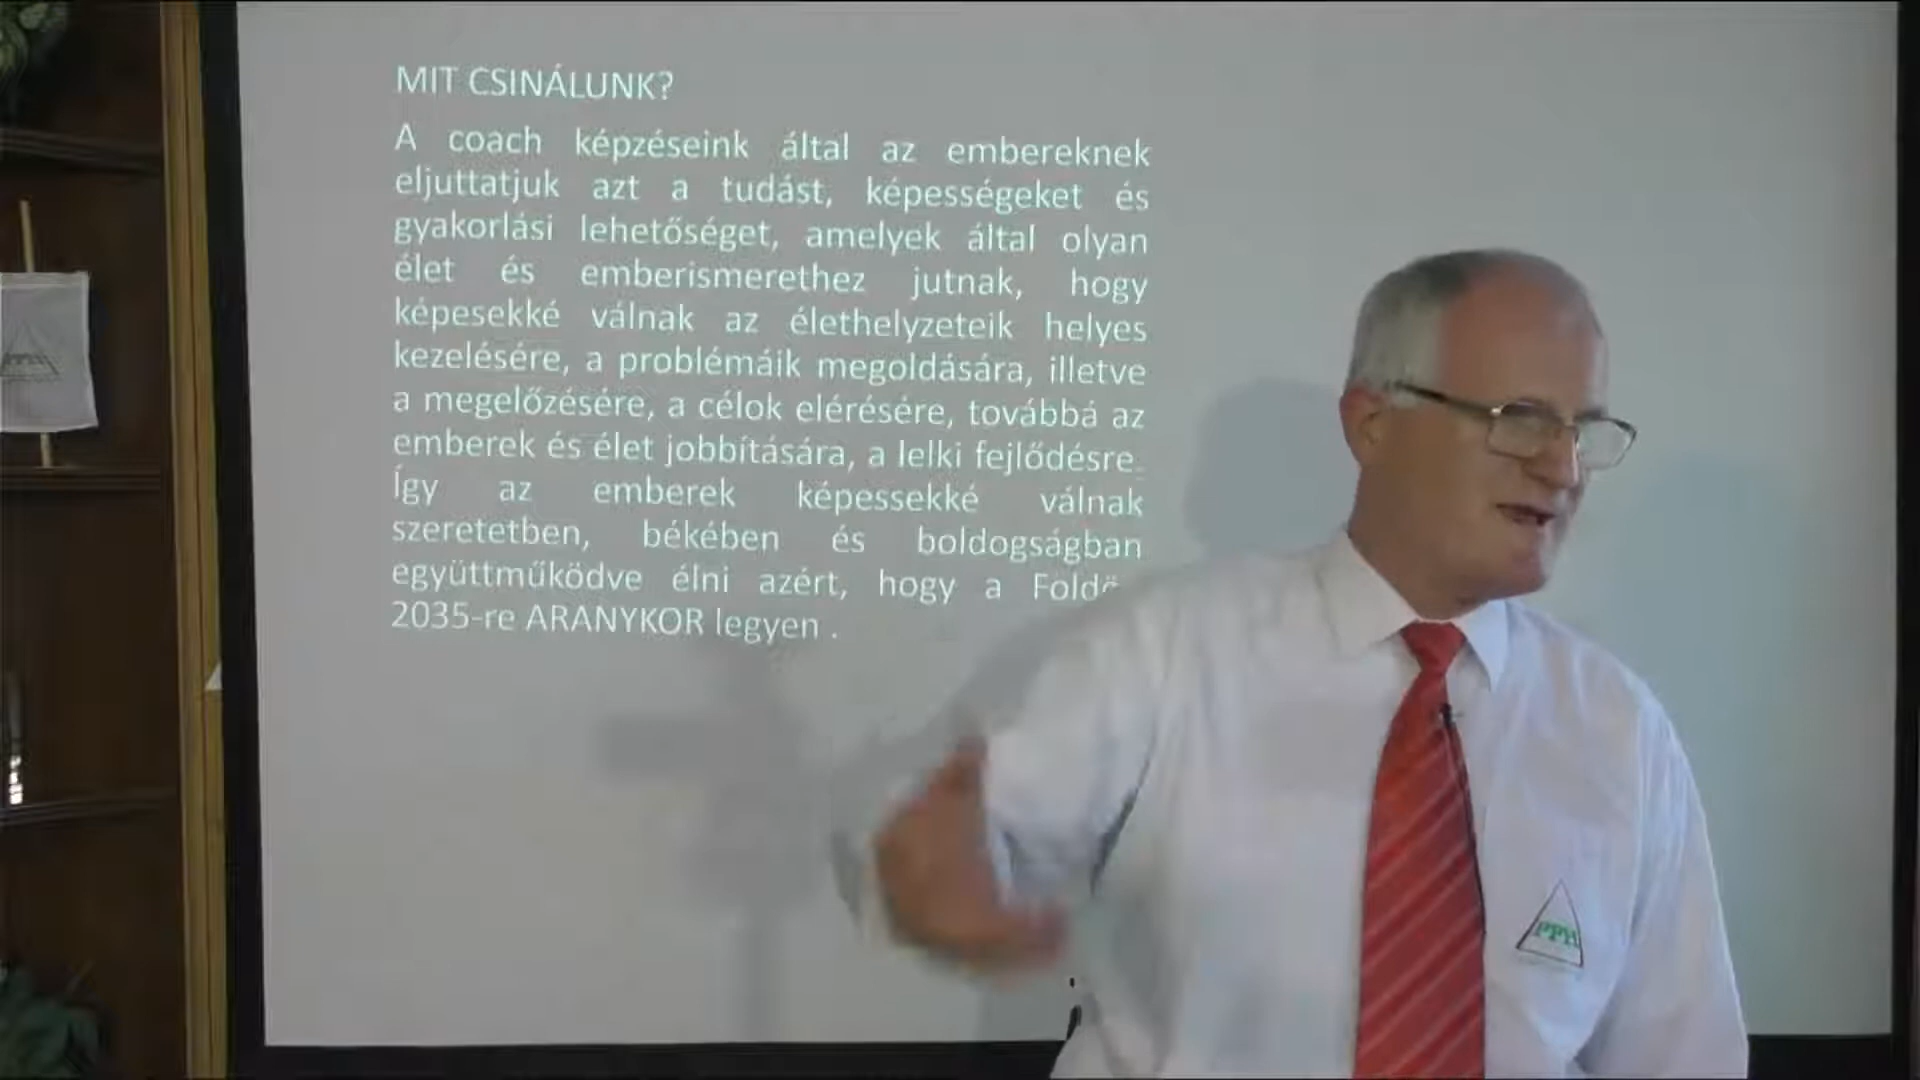 MIT CSINÁLUNK?
A coach képzéseink által az embereknek
eljuttatjuk azt a tudást, képességeket és
gyakorlási lehetőséget, amelyek által olyan
élet és emberismerethez jutnak, hogy
képesekké válnak az élethelyzeteik helyes
kezelésére, a problémáik megoldására, illetve
a megelőzésére, a célok elérésére, továbbá az
emberek és élet jobbítására, a lelki fejlődésre.
Így az emberek képessekké válnak
szeretetben, békében és boldogságban
együttműködve élni azért, hogy a
2035-re ARANYKOR legyen .